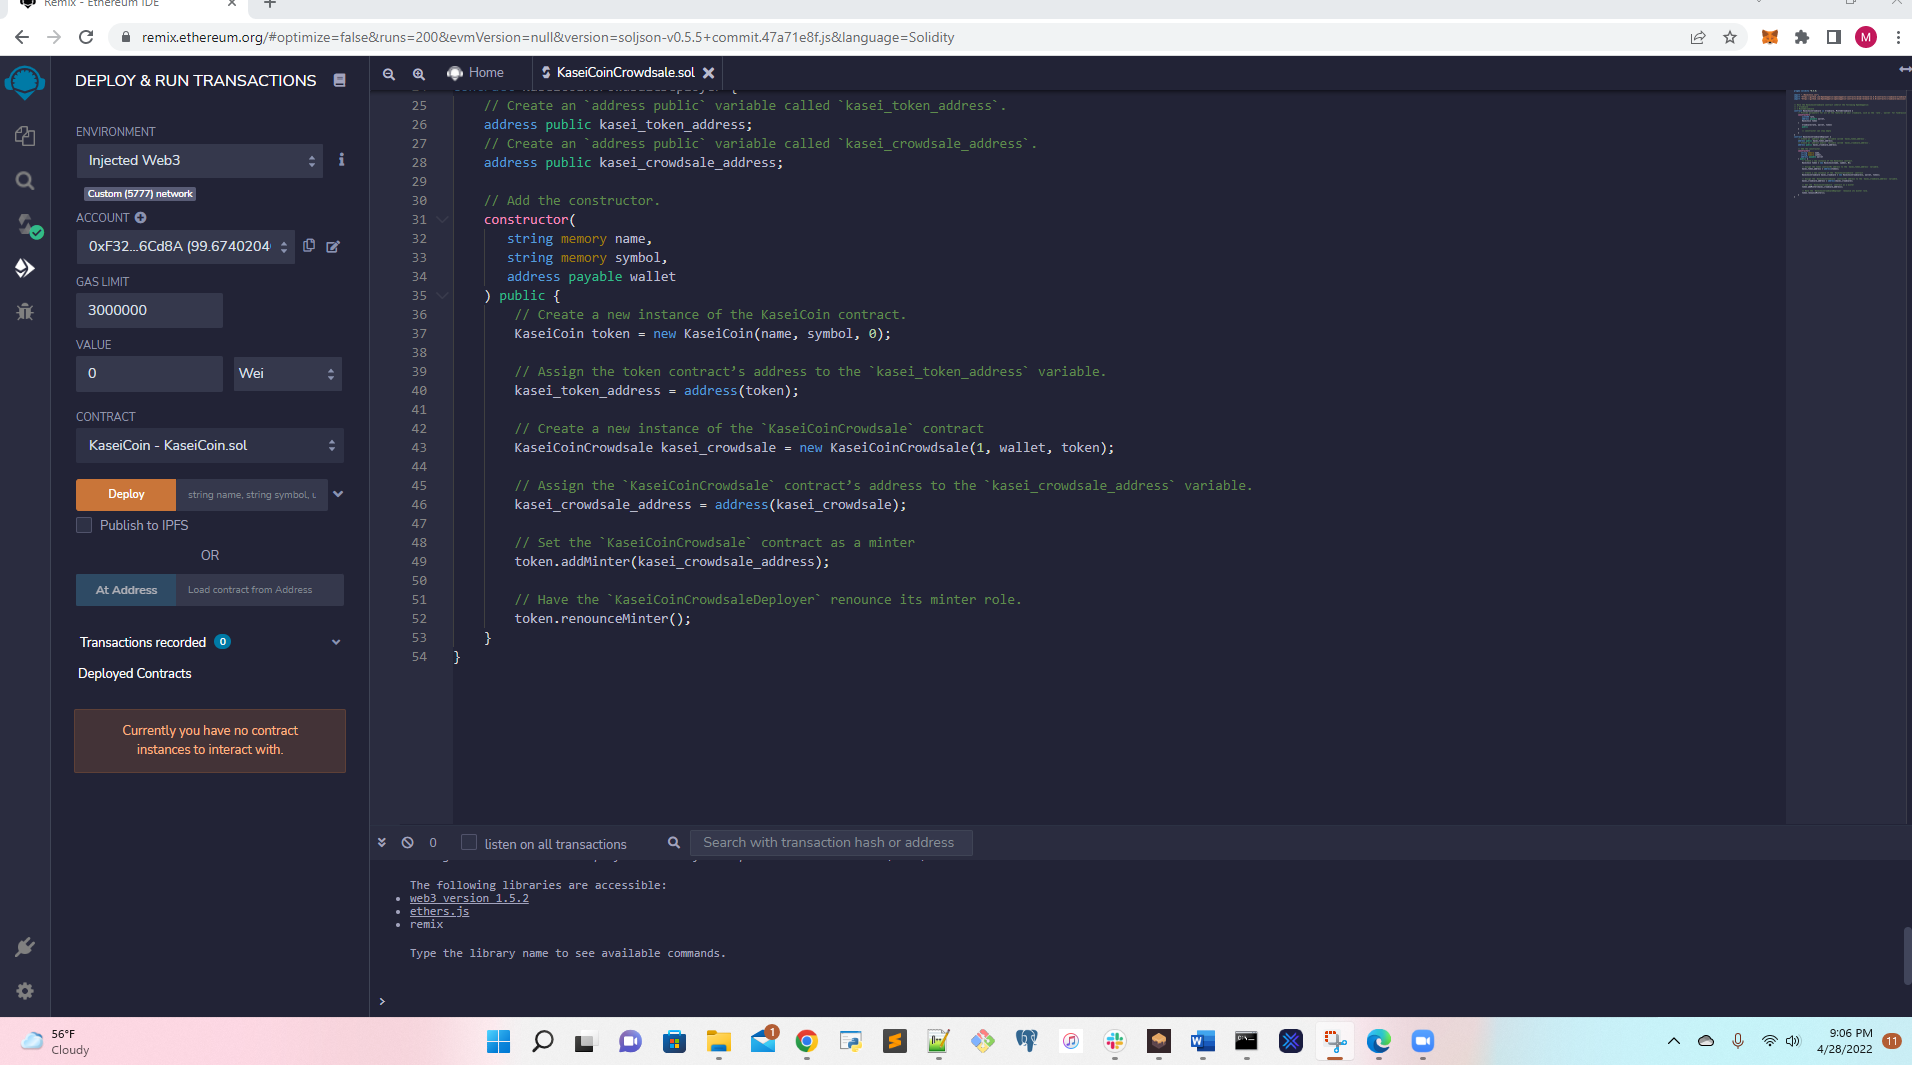 Remix - Ethereum IDE
remix.ethereum.org/#optimize=false&runs=200&evmVersion=null&version=soljson-v0.5.5+commit.47a71e8f.js&language=Solidity
M
DEPLOY & RUN TRANSACTIONS
ENVIRONMENT
Injected Web3
Custom (5777) network
ACCOUNT
0xF32...6Cd8A (99.6740204
GAS LIMIT
3000000
VALUE
0
Wei
CONTRACT
KaseiCoin - KaseiCoin.sol
Deploy
string name, string symbol, u
Publish to IPFS
OR
At Address
Load contract from Address
Transactions recorded 0
Deployed Contracts
Currently you have no contract
instances to interact with.
Home
KaseiCoinCrowdsale.sol
25 // Create an `address public` variable called `kasei_token_address`.
26 address public kasei_token_address;
27 // Create an `address public` variable called `kasei_crowdsale_address`.
28 address public kasei_crowdsale_address;
29
30 // Add the constructor.
31 constructor(
32 string memory name,
33 string memory symbol,
34 address payable wallet
35 ) public {
36 // Create a new instance of the KaseiCoin contract.
37 KaseiCoin token = new KaseiCoin(name, symbol, 0);
38
39 // Assign the token contract’s address to the `kasei_token_address` variable.
40 kasei_token_address = address(token);
41
42 // Create a new instance of the `KaseiCoinCrowdsale` contract
43 KaseiCoinCrowdsale kasei_crowdsale = new KaseiCoinCrowdsale(1, wallet, token);
44
45 // Assign the `KaseiCoinCrowdsale` contract’s address to the `kasei_crowdsale_address` variable.
46 kasei_crowdsale_address = address(kasei_crowdsale);
47
48 // Set the `KaseiCoinCrowdsale` contract as a minter
49 token.addMinter(kasei_crowdsale_address);
50
51 // Have the `KaseiCoinCrowdsaleDeployer` renounce its minter role.
52 token.renounceMinter();
53 }
54 }
0
listen on all transactions
Search with transaction hash or address
The following libraries are accessible:
• web3 version 1.5.2
• ethers.js
• remix
Type the library name to see available commands.
>
56°F
Cloudy
1
9:06 PM
4/28/2022
11